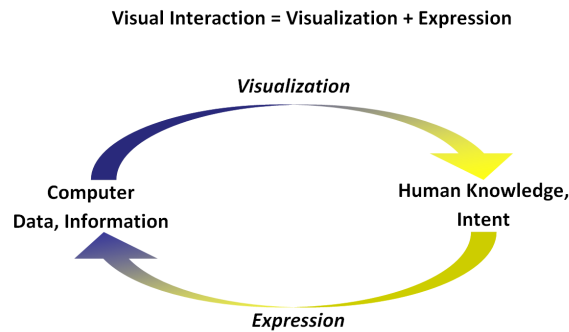 Visual Interaction = Visualization + Expression
Visualization
Computer
Data, Information
Human Knowledge,
Intent
Expression